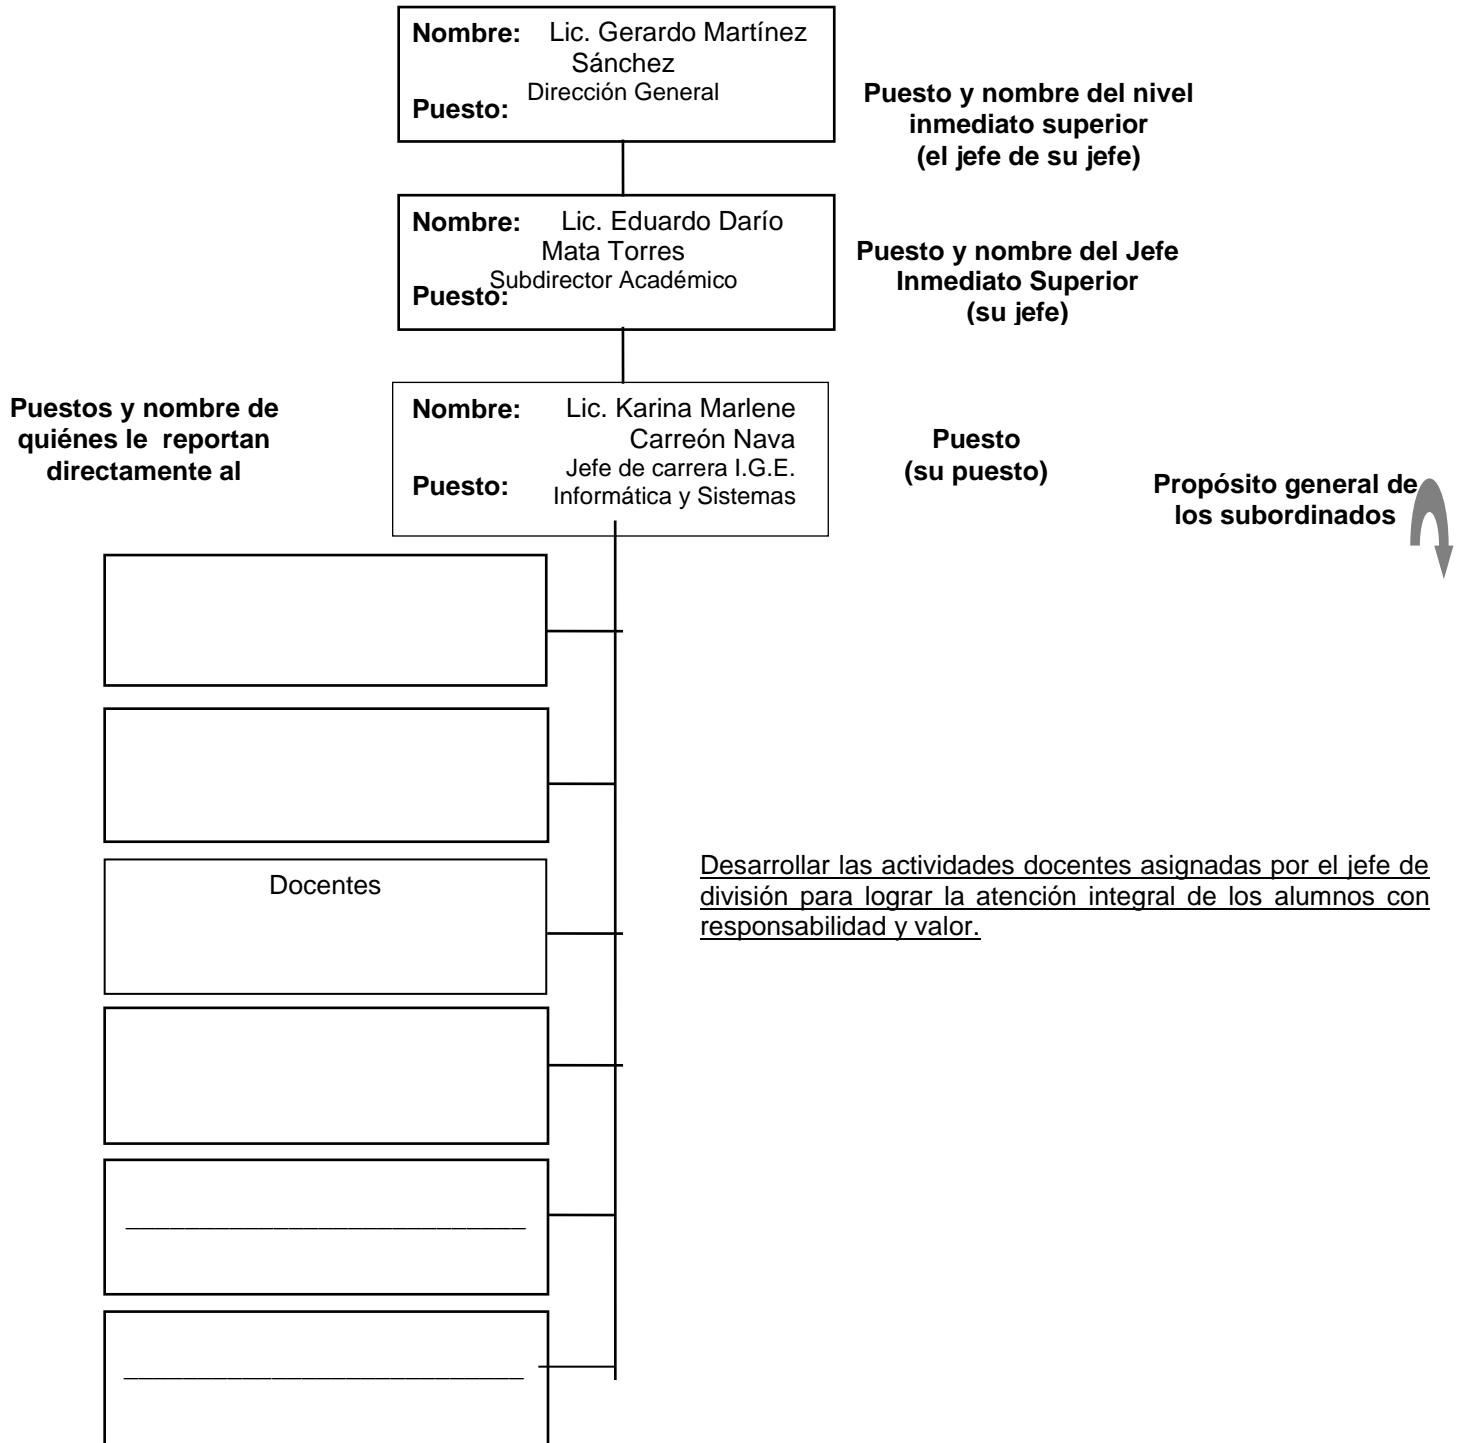 Nombre: Lic. Gerardo Martínez
Sánchez
Dirección General
Puesto:
Puesto y nombre del nivel
inmediato superior
(el jefe de su jefe)
Nombre: Lic. Eduardo Darío
Mata Torres
Subdirector Académico
Puesto:
Puesto y nombre del Jefe
Inmediato Superior
(su jefe)
Puestos y nombre de
quiénes le reportan
directamente al
Nombre: Lic. Karina Marlene
Carreón Nava
Jefe de carrera I.G.E.
Puesto: Informática y Sistemas
Puesto
(su puesto)
Propósito general de
los subordinados
Docentes
Desarrollar las actividades docentes asignadas por el jefe de
división para lograr la atención integral de los alumnos con
responsabilidad y valor.